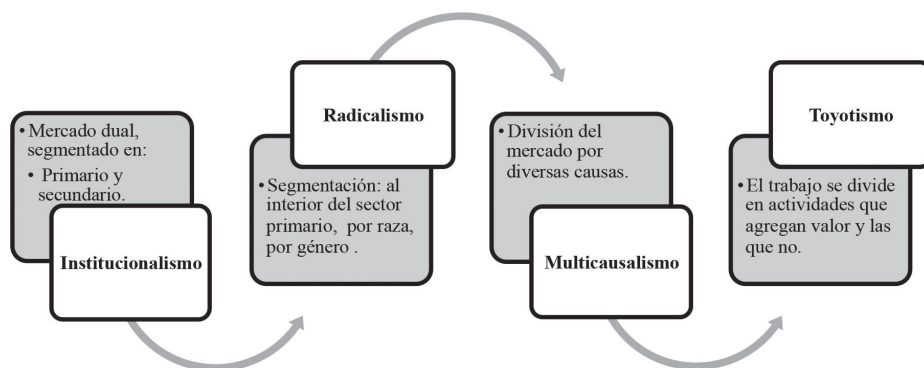 • Mercado dual,
segmentado en:
• Primario y
secundario.
Institucionalismo
Radicalismo
• Segmentación: al
interior del sector
primario, por raza,
por género .
• División del
mercado por
diversas causas.
Multicausalismo
Toyotismo
• El trabajo se divide
en actividades que
agregan valor y las
que no.